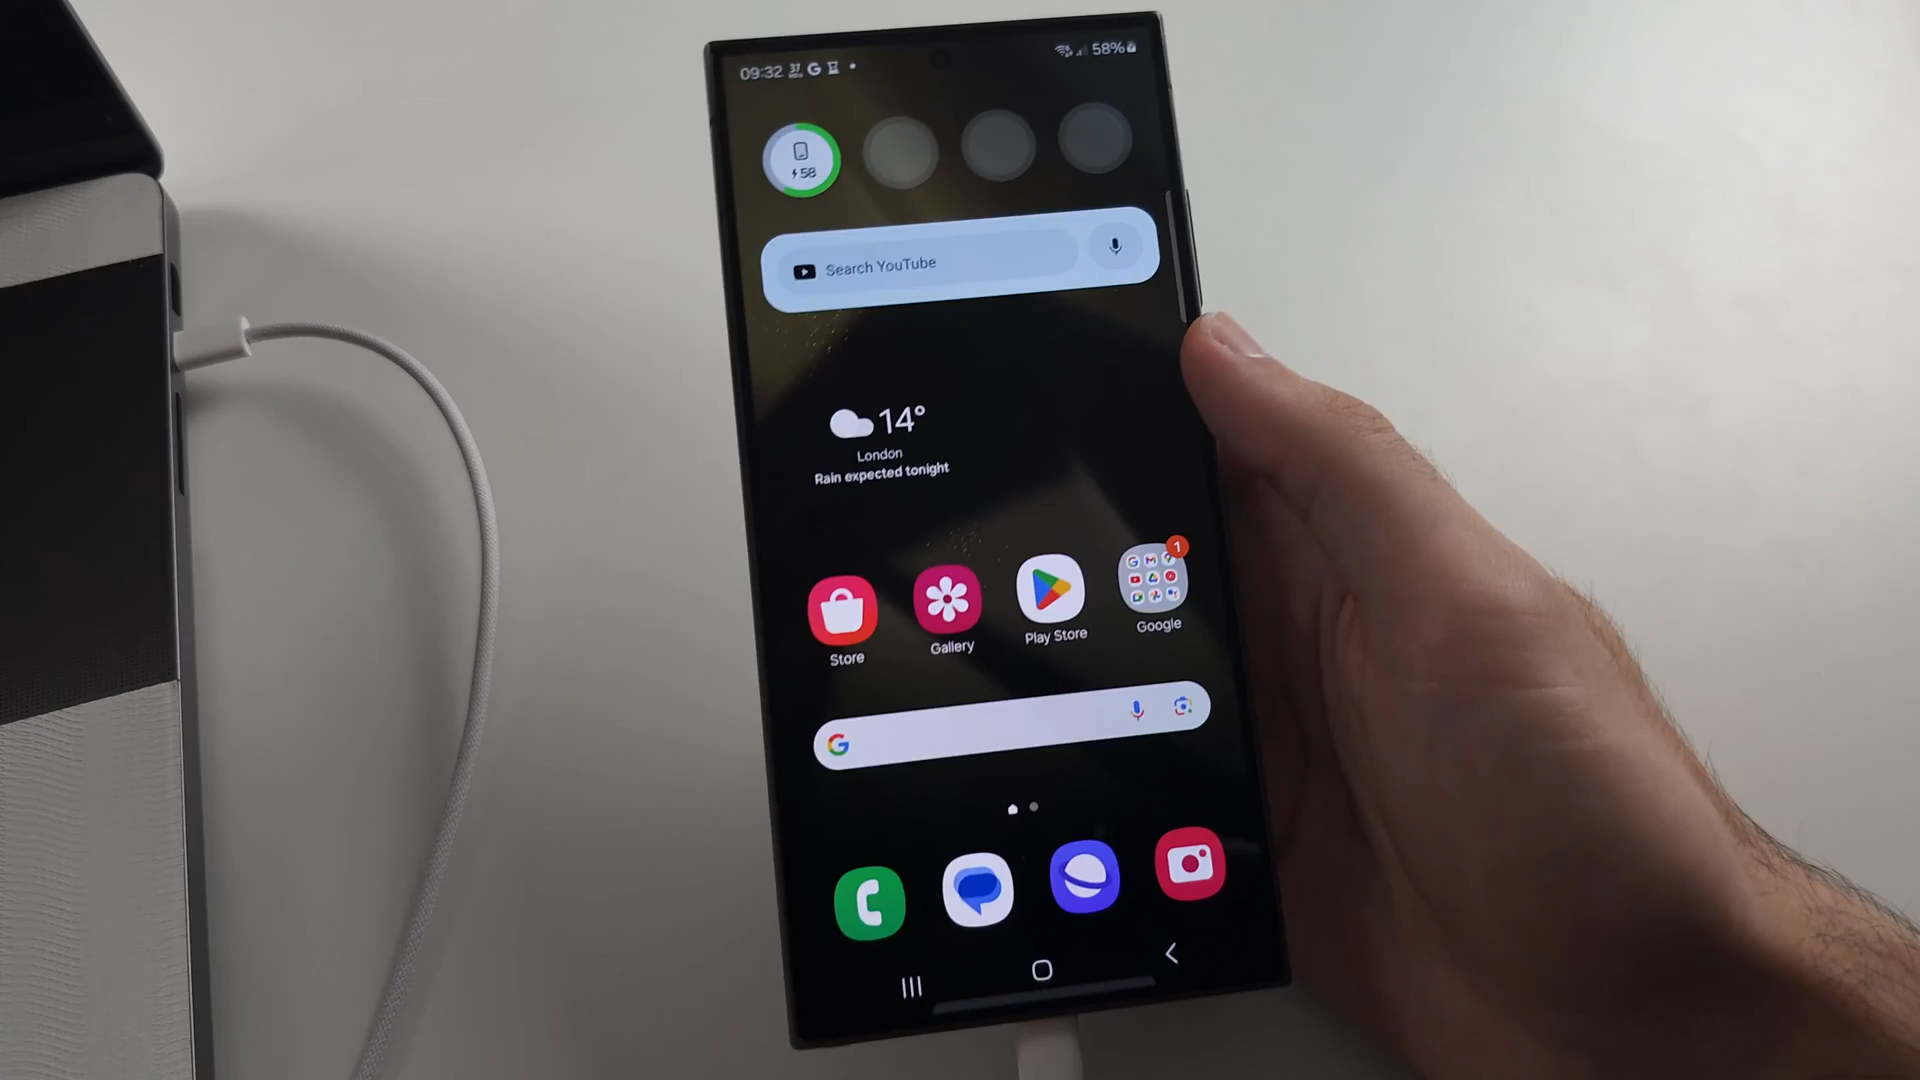 09:32
58%
58
Search YouTube
14°
London
Rain expected tonight
1
Store
Gallery
Play Store
Google